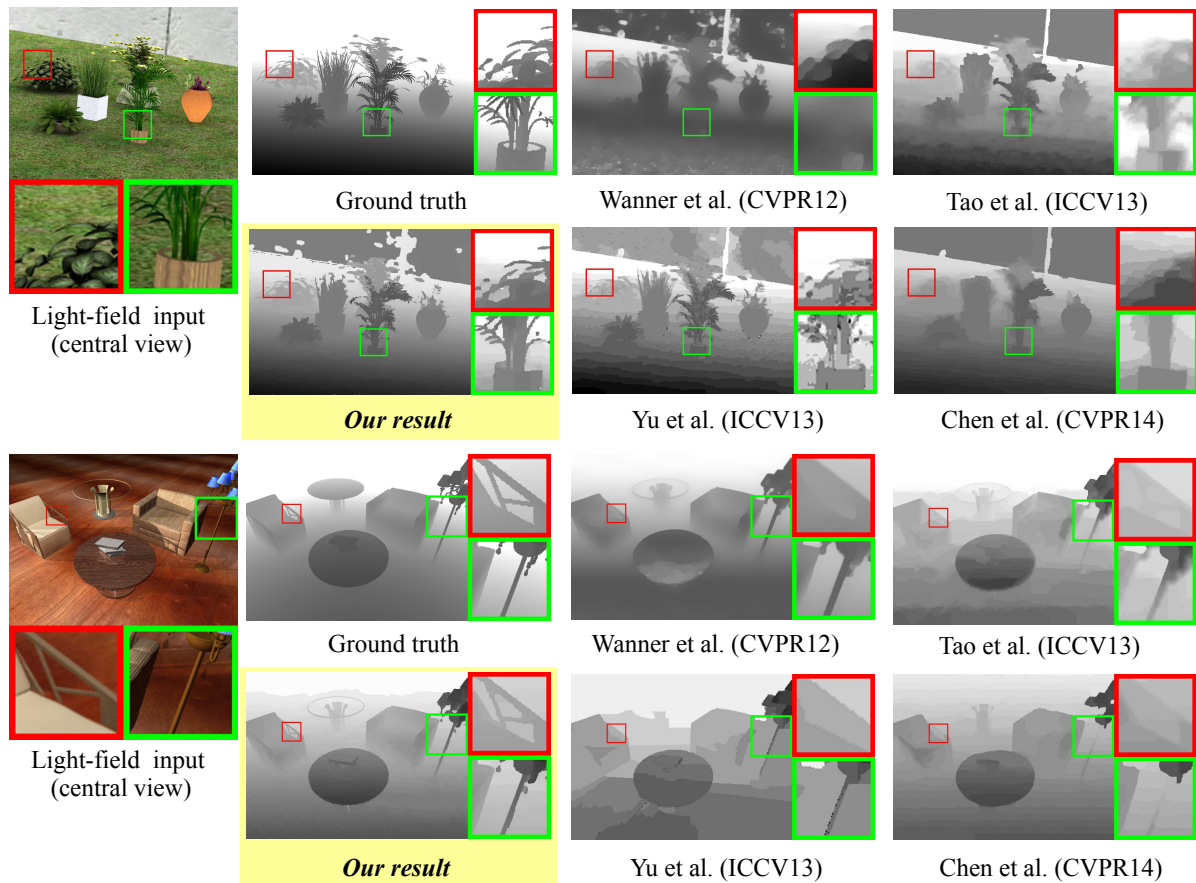 Ground truth
Wanner et al. (CVPR12)
Tao et al. (ICCV13)
Light-field input
(central view)
Our result
Yu et al. (ICCV13)
Chen et al. (CVPR14)
Ground truth
Wanner et al. (CVPR12)
Tao et al. (ICCV13)
Light-field input
(central view)
Our result
Yu et al. (ICCV13)
Chen et al. (CVPR14)